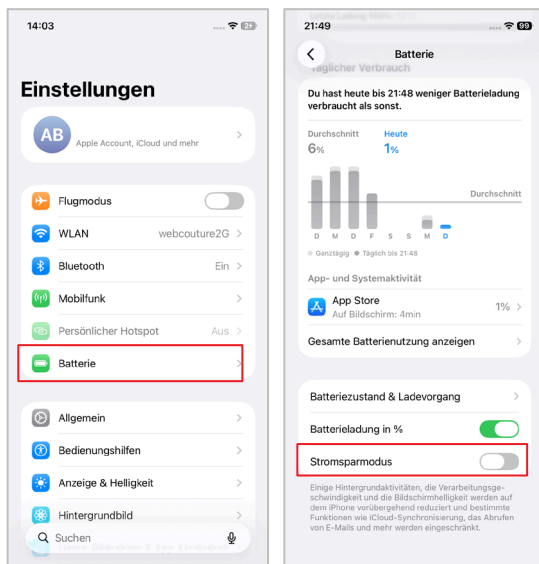 14:03
Einstellungen
AB
Apple Account, iCloud und mehr
Flugmodus
WLAN webcouture2G
Bluetooth Ein
Mobilfunk
Persönlicher Hotspot Aus
Batterie
Allgemein
Bedienungshilfen
Anzeige & Helligkeit
Hintergrundbild
Suchen
21:49 99
Batterie
Täglicher Verbrauch
Du hast heute bis 21:48 weniger Batterieladung
verbraucht als sonst.
Durchschnitt Heute
6% 1%
Durchschnitt
D M D F S S M D
Ganztägig Täglich bis 21:48
App- und Systemaktivität
App Store 1%
Auf Bildschirm: 4min
Gesamte Batterienutzung anzeigen
Batteriezustand & Ladevorgang
Batterieladung in %
Stromsparmodus
Einige Hintergrundaktivitäten, die Verarbeitungsge-
schwindigkeit und die Bildschirmhelligkeit werden auf
dem iPhone vorübergehend reduziert und bestimmte
Funktionen wie iCloud-Synchronisierung, das Abrufen
von E-Mails und mehr werden eingeschränkt.